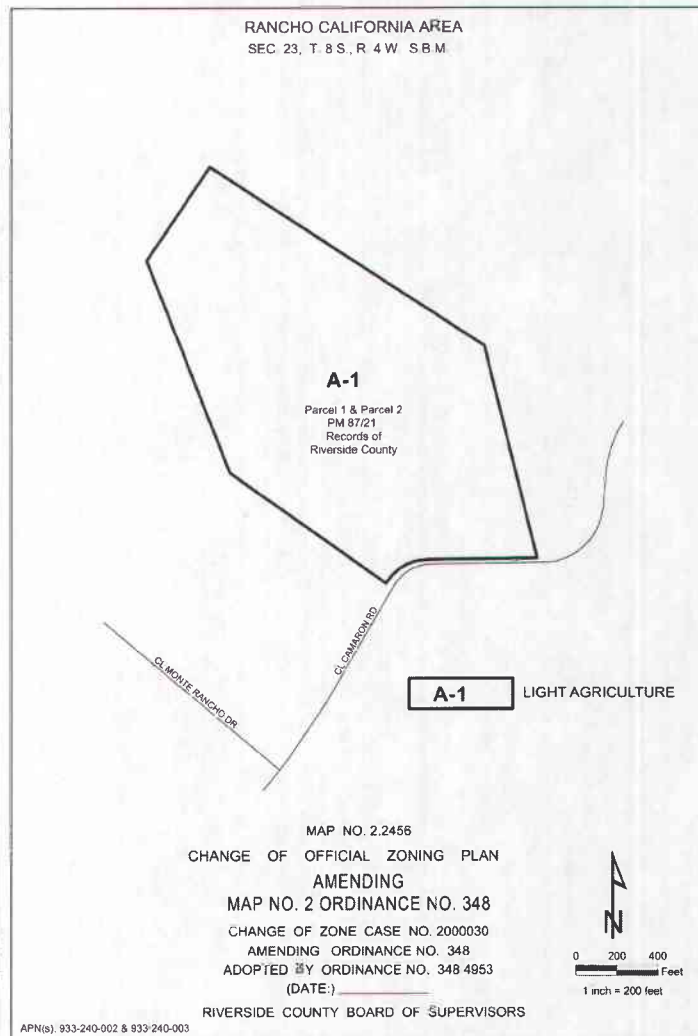 RANCHO CALIFORNIA AREA
SEC 23, T. 8 S., R. 4 W. S.B.M.
A-1
Parcel 1 & Parcel 2
PM 87/21
Records of
Riverside County
CL CAMARON RD
CL MONTE RANCHO DR
A-1 LIGHT AGRICULTURE
MAP NO. 2.2456
CHANGE OF OFFICIAL ZONING PLAN
AMENDING
MAP NO. 2 ORDINANCE NO. 348
CHANGE OF ZONE CASE NO. 2000030
AMENDING ORDINANCE NO. 348
ADOPTED BY ORDINANCE NO. 348.4953
(DATE:)
RIVERSIDE COUNTY BOARD OF SUPERVISORS
N
0 200 400
Feet
1 inch = 200 feet
APN(s). 933-240-002 & 933-240-003